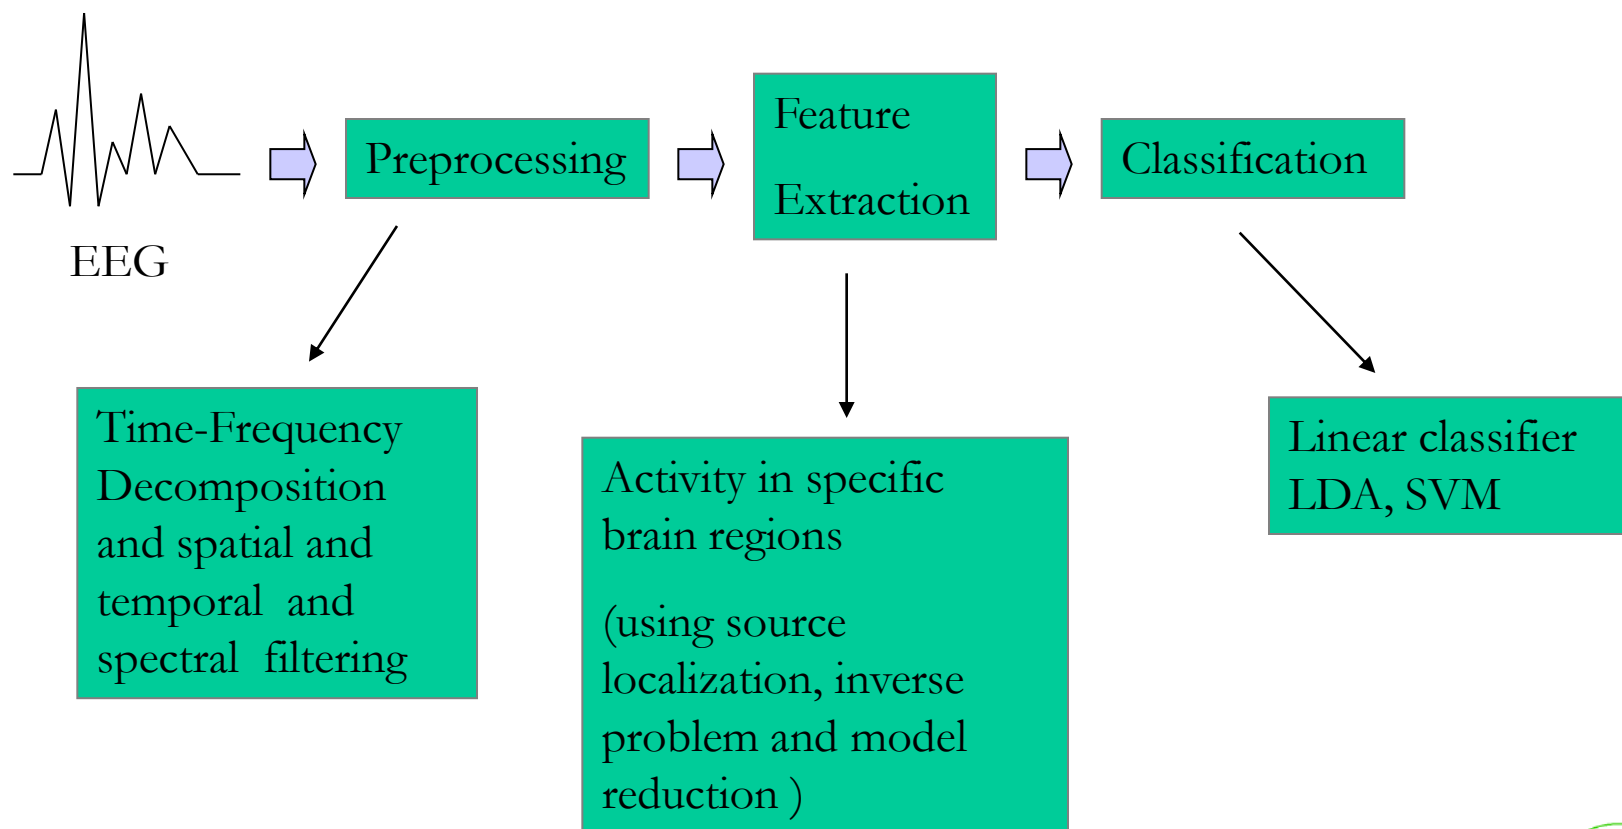 EEG
Preprocessing
Feature
Extraction
Classification
Time-Frequency
Decomposition
and spatial and
temporal and
spectral filtering
Activity in specific
brain regions
(using source
localization, inverse
problem and model
reduction )
Linear classifier
LDA, SVM